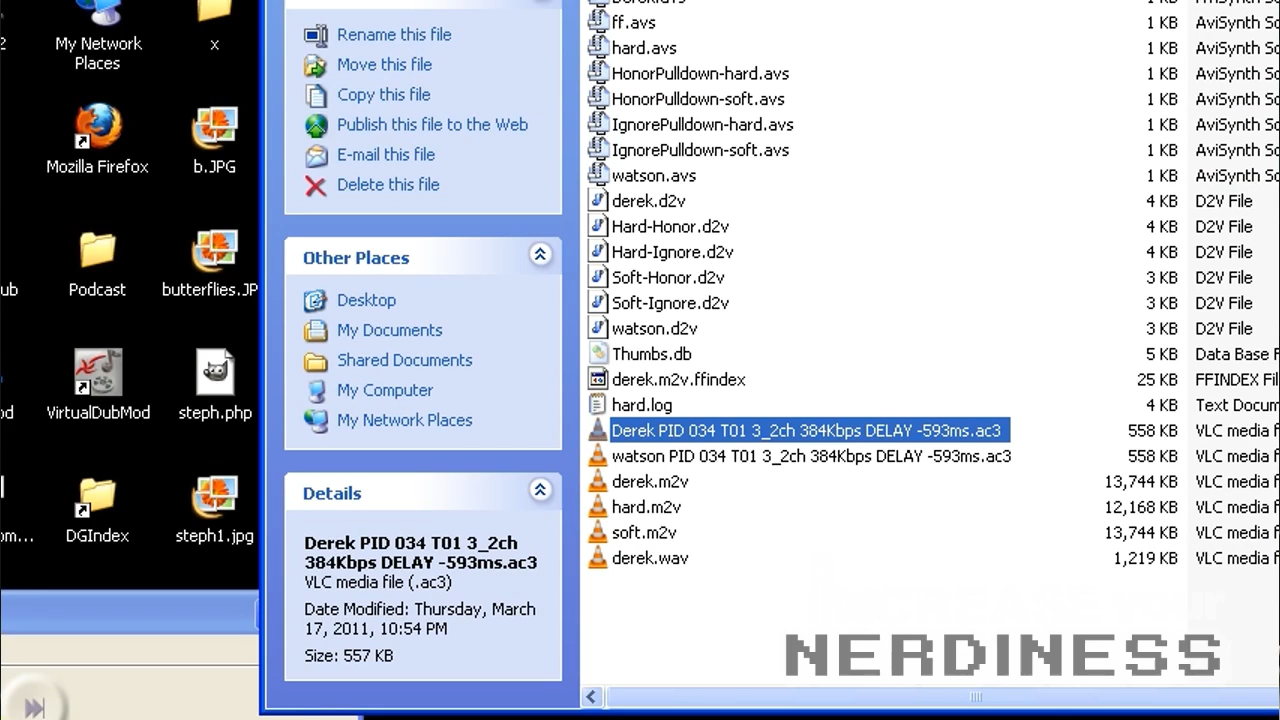 My Network
Places
x
Mozilla Firefox
b.JPG
Podcast
butterflies.JP
VirtualDubMod
steph.php
DGIndex
steph1.jpg
Rename this file
Move this file
Copy this file
Publish this file to the Web
E-mail this file
Delete this file
Other Places
Desktop
My Documents
Shared Documents
My Computer
My Network Places
Details
Derek PID 034 T01 3_2ch
384Kbps DELAY -593ms.ac3
VLC media file (.ac3)
Date Modified: Thursday, March
17, 2011, 10:54 PM
Size: 557 KB
1 KB AviSynth Sc
ff.avs 1 KB AviSynth Sc
hard.avs 1 KB AviSynth Sc
HonorPulldown-hard.avs 1 KB AviSynth Sc
HonorPulldown-soft.avs 1 KB AviSynth Sc
IgnorePulldown-hard.avs 1 KB AviSynth Sc
IgnorePulldown-soft.avs 1 KB AviSynth Sc
watson.avs 1 KB AviSynth Sc
derek.d2v 4 KB D2V File
Hard-Honor.d2v 4 KB D2V File
Hard-Ignore.d2v 4 KB D2V File
Soft-Honor.d2v 3 KB D2V File
Soft-Ignore.d2v 3 KB D2V File
watson.d2v 3 KB D2V File
Thumbs.db 5 KB Data Base F
derek.m2v.ffindex 25 KB FFINDEX Fil
hard.log 4 KB Text Docum
Derek PID 034 T01 3_2ch 384Kbps DELAY -593ms.ac3 558 KB VLC media f
watson PID 034 T01 3_2ch 384Kbps DELAY -593ms.ac3 558 KB VLC media f
derek.m2v 13,744 KB VLC media f
hard.m2v 12,168 KB VLC media f
soft.m2v 13,744 KB VLC media f
derek.wav 1,219 KB VLC media f
NERDINESS